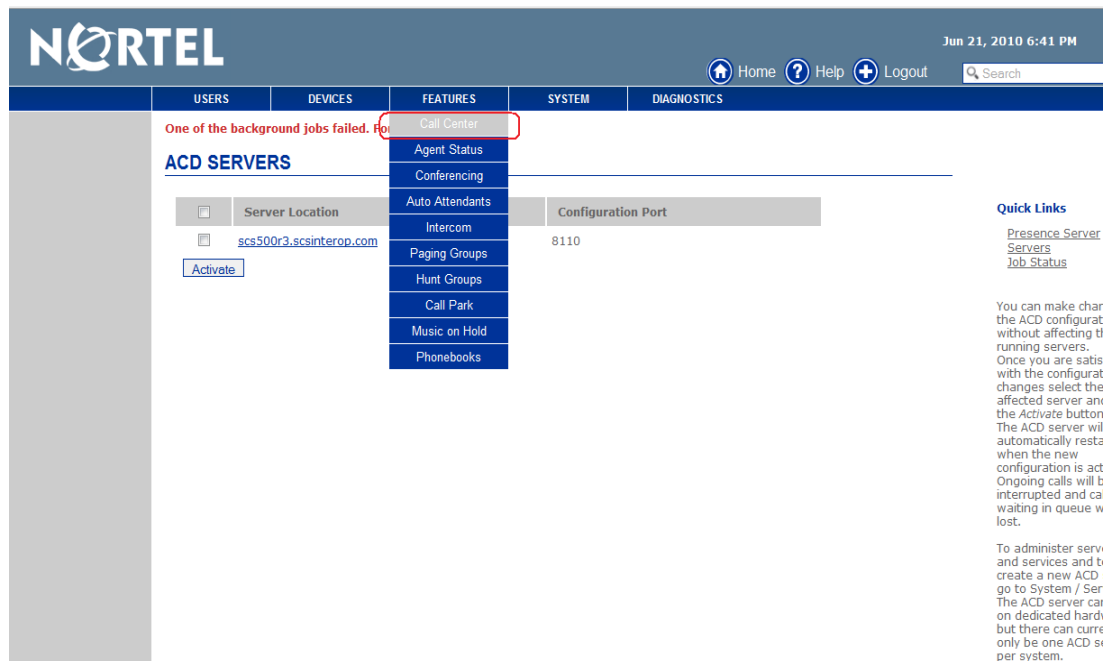 NORTEL
Jun 21, 2010 6:41 PM
Home Help Logout Search
USERS DEVICES FEATURES SYSTEM DIAGNOSTICS
One of the background jobs failed.
Call Center
Agent Status
Conferencing
Auto Attendants
Intercom
Paging Groups
Hunt Groups
Call Park
Music on Hold
Phonebooks
ACD SERVERS
Server Location Configuration Port
scs500r3.scsinterop.com 8110
Activate
Quick Links
Presence Server
Servers
Job Status
You can make
the ACD
without affecting
running servers.
Once you are
with the
changes select the
affected server
the Activate button
The ACD server
automatically
when the new
configuration is
Ongoing calls will
interrupted and
waiting in queue
lost.
To administer
and services and
create a new ACD
go to System /
The ACD server
on dedicated
but there can
only be one ACD
per system.